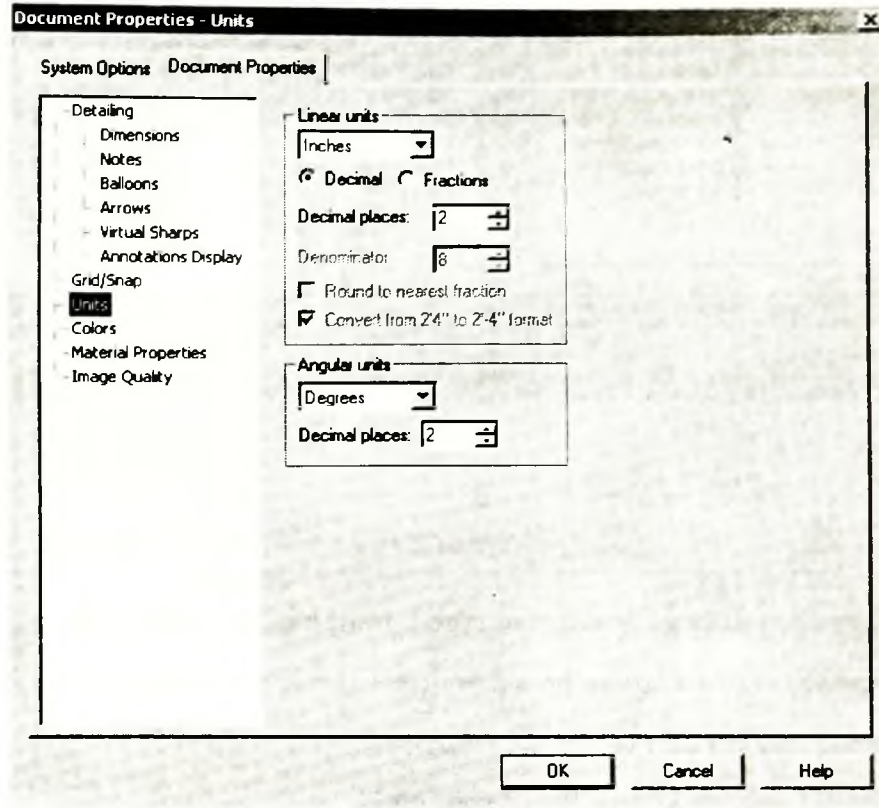 Document Properties - Units
System Options Document Properties
Detailing
Dimensions
Notes
Balloons
Arrows
Virtual Sharps
Annotations Display
Grid/Snap
Units
Colors
Material Properties
Image Quality
Linear units
Inches
Decimal Fractions
Decimal places: 2
Denominator 8
Round to nearest fraction
Convert from 2'4" to 2'-4" format
Angular units
Degrees
Decimal places: 2
OK Cancel Help